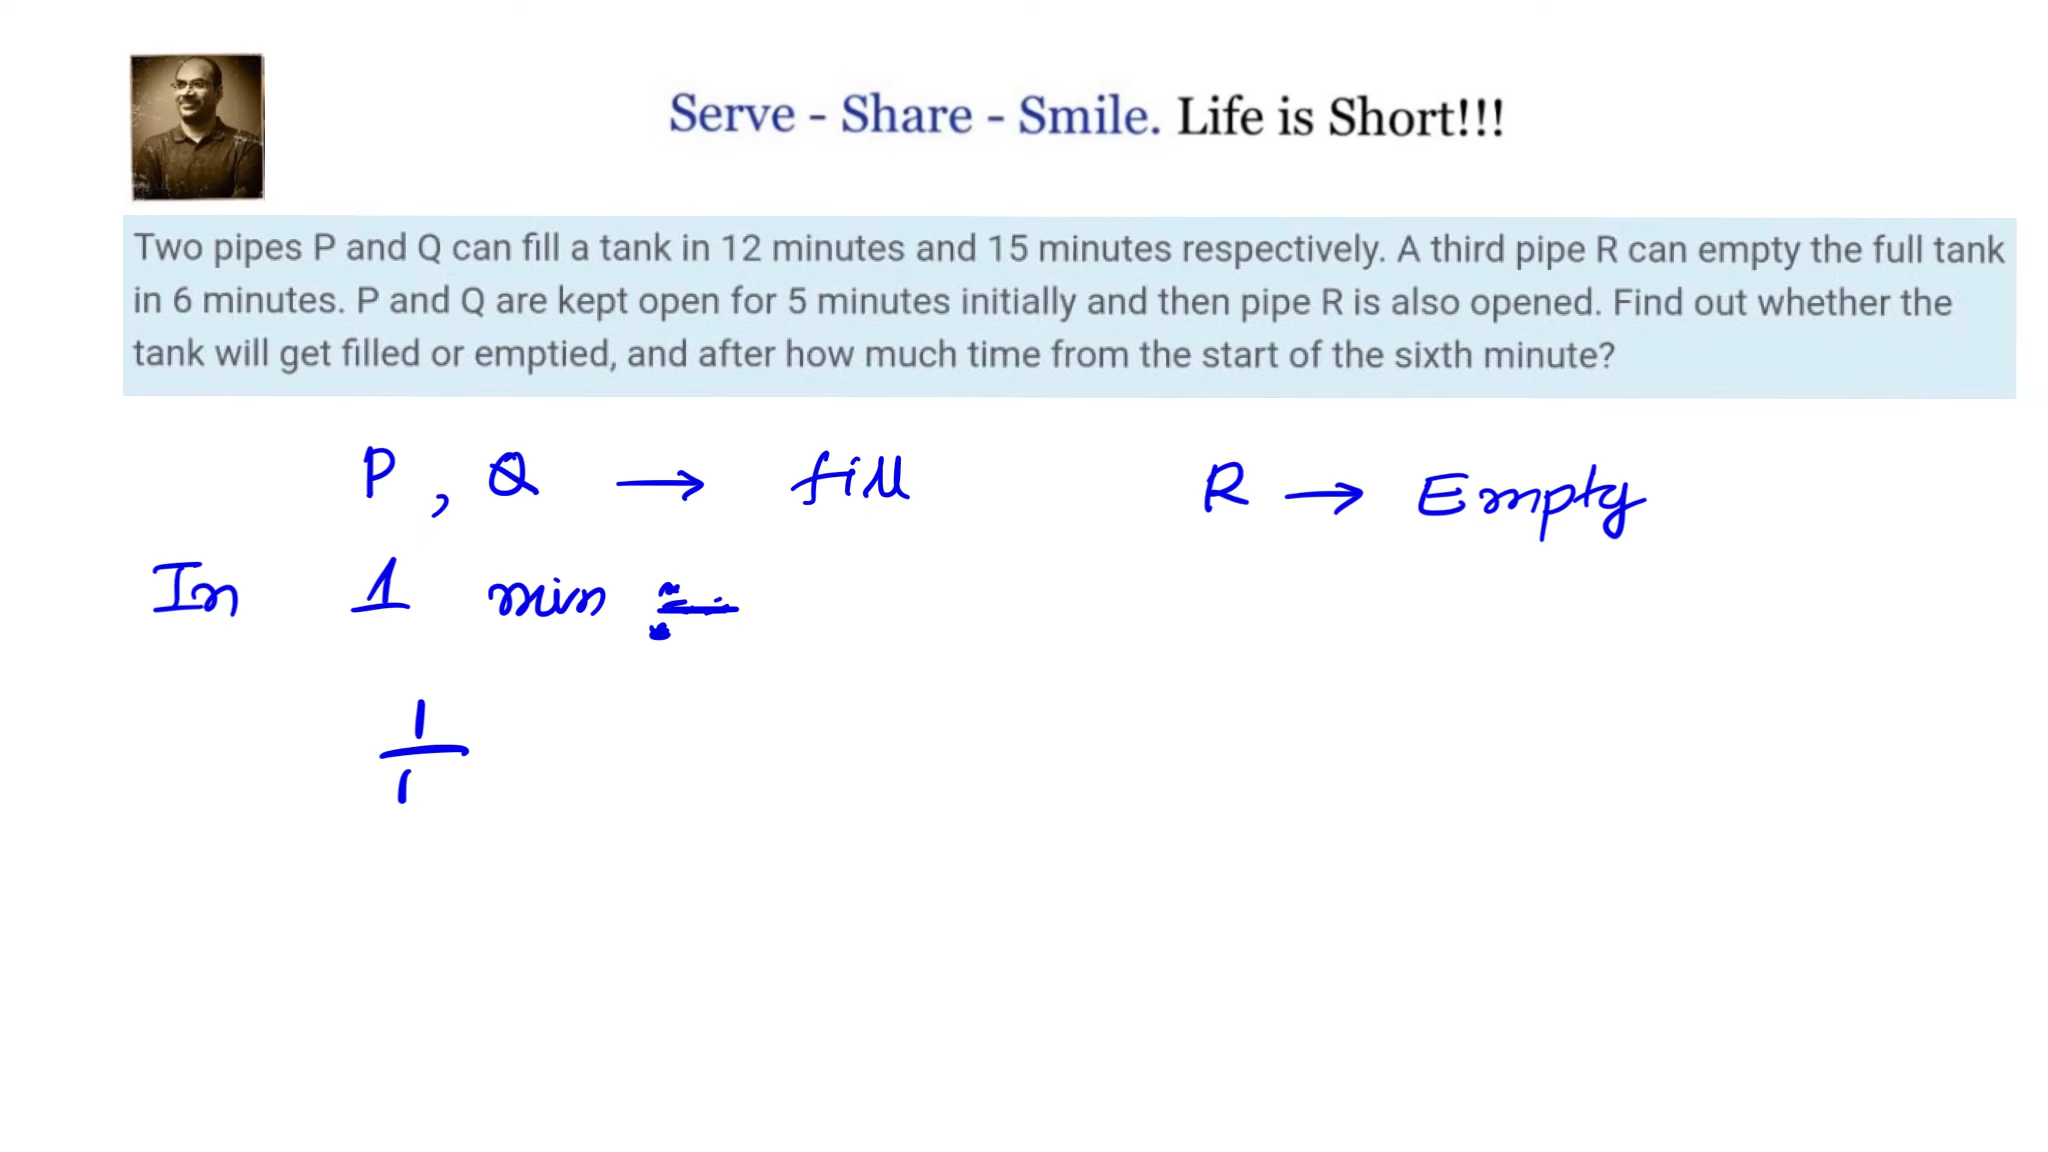 Serve - Share - Smile. Life is Short!!!
Two pipes P and Q can fill a tank in 12 minutes and 15 minutes respectively. A third pipe R can empty the full tank
in 6 minutes. P and Q are kept open for 5 minutes initially and then pipe R is also opened. Find out whether the
tank will get filled or emptied, and after how much time from the start of the sixth minute?
P , Q → fill R → Empty
In 1 min
1
1